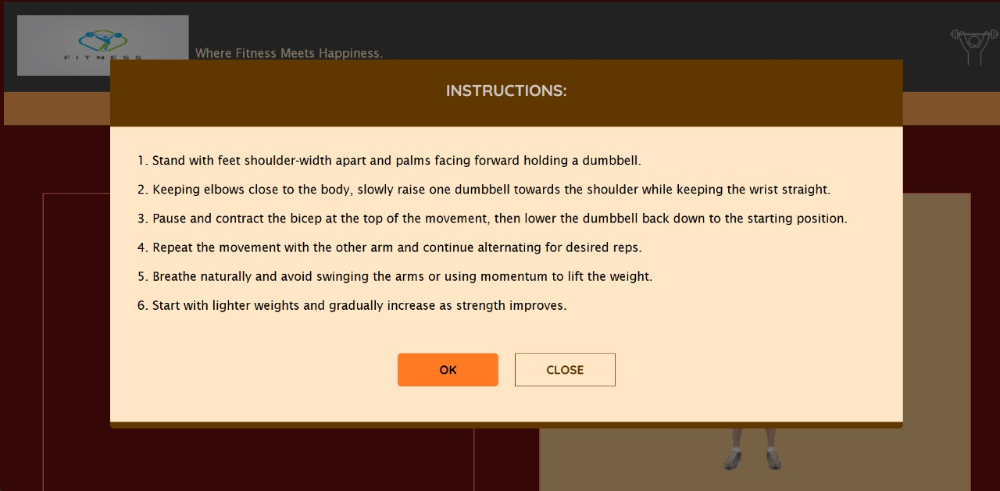 FITNESS
Where Fitness Meets Happiness.
INSTRUCTIONS:
1. Stand with feet shoulder-width apart and palms facing forward holding a dumbbell.
2. Keeping elbows close to the body, slowly raise one dumbbell towards the shoulder while keeping the wrist straight.
3. Pause and contract the bicep at the top of the movement, then lower the dumbbell back down to the starting position.
4. Repeat the movement with the other arm and continue alternating for desired reps.
5. Breathe naturally and avoid swinging the arms or using momentum to lift the weight.
6. Start with lighter weights and gradually increase as strength improves.
OK
CLOSE